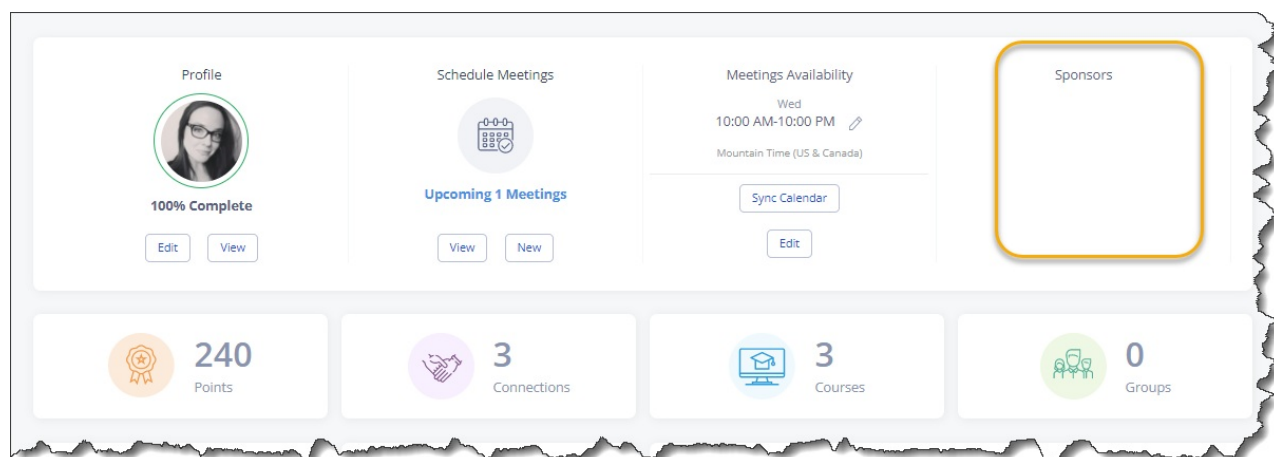 Profile
100% Complete
Edit View
Schedule Meetings
Upcoming 1 Meetings
View New
Meetings Availability
Wed
10:00 AM-10:00 PM
Mountain Time (US & Canada)
Sync Calendar
Edit
Sponsors
240
Points
3
Connections
3
Courses
0
Groups